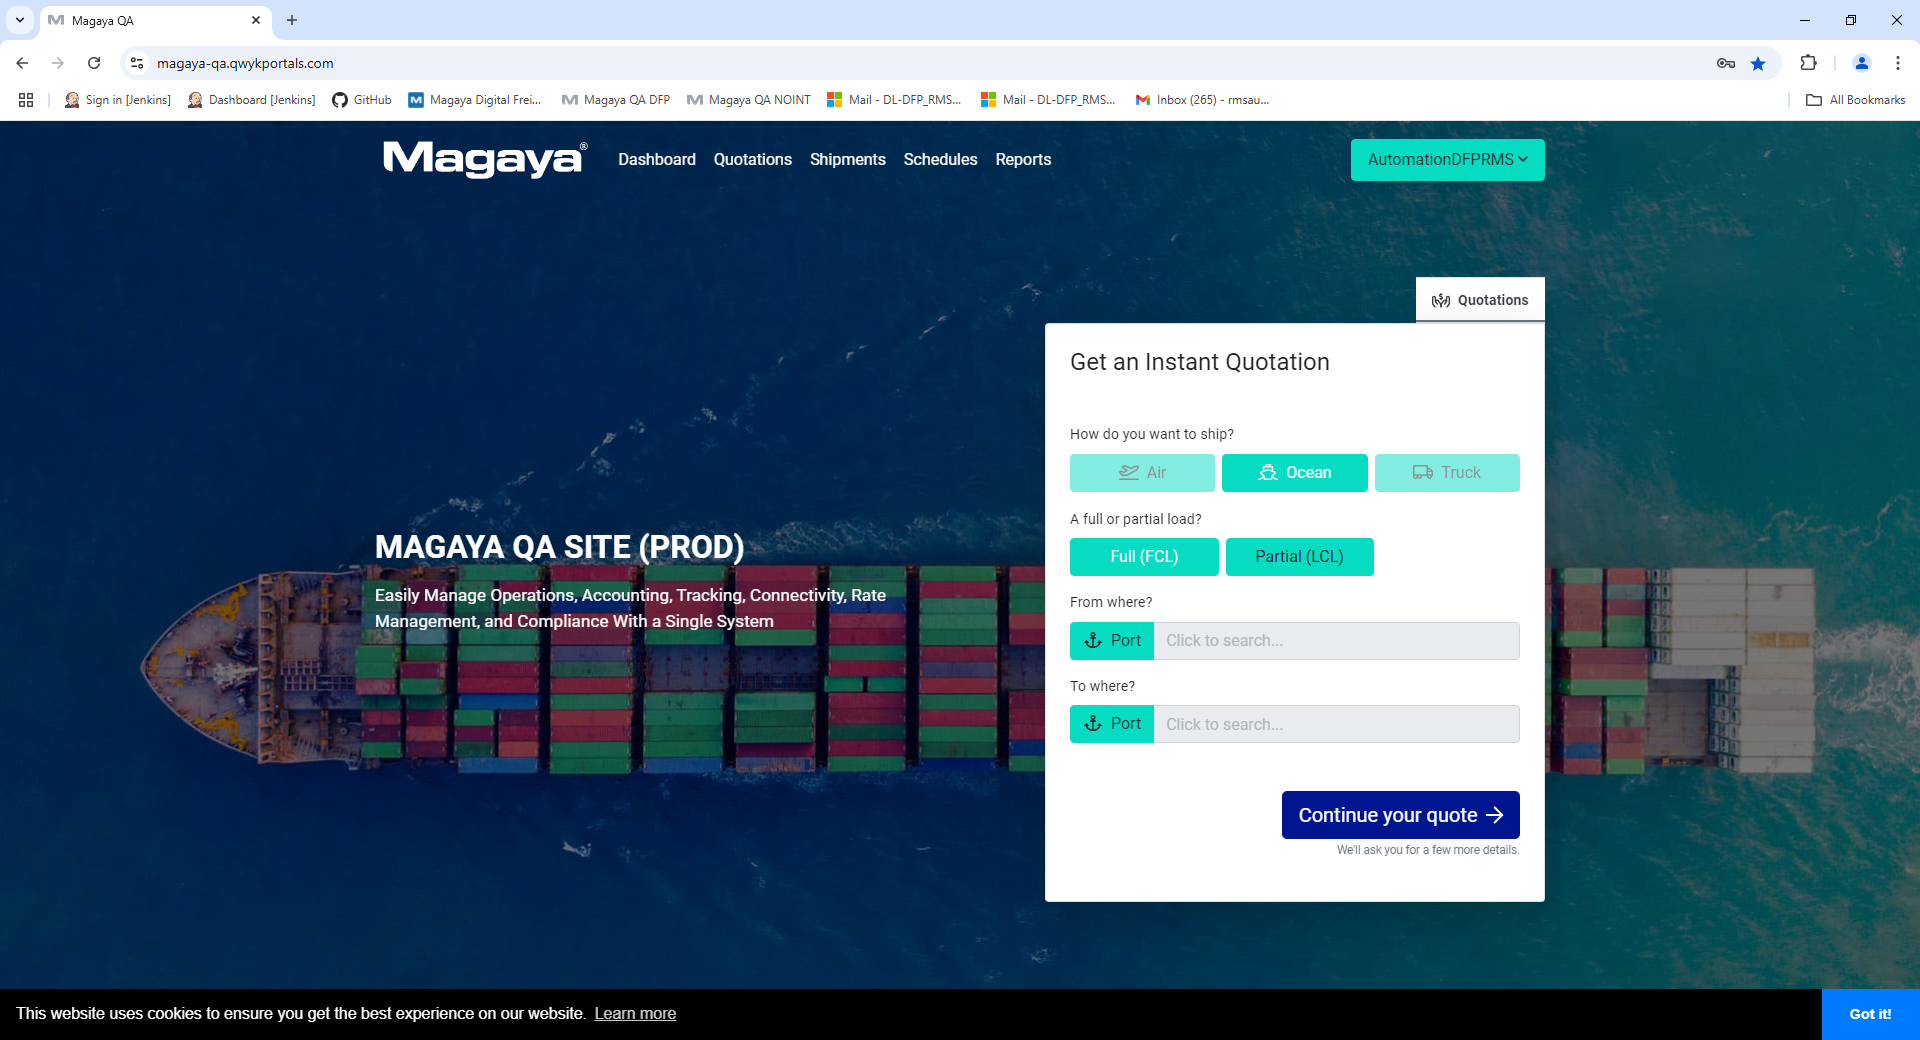 Magaya QA
magaya-qa.qwykportals.com
Sign in [Jenkins]
Dashboard [Jenkins]
GitHub
Magaya Digital Frei...
Magaya QA DFP
Magaya QA NOINT
Mail - DL-DFP_RMS...
Mail - DL-DFP_RMS...
Inbox (265) - rmsau...
All Bookmarks
Magaya®
Dashboard
Quotations
Shipments
Schedules
Reports
AutomationDFPRMS
Quotations
Get an Instant Quotation
How do you want to ship?
Air
Ocean
Truck
A full or partial load?
Full (FCL)
Partial (LCL)
From where?
Port
Click to search...
To where?
Port
Click to search...
Continue your quote
We'll ask you for a few more details.
MAGAYA QA SITE (PROD)
Easily Manage Operations, Accounting, Tracking, Connectivity, Rate
Management, and Compliance With a Single System
This website uses cookies to ensure you get the best experience on our website. Learn more
Got it!